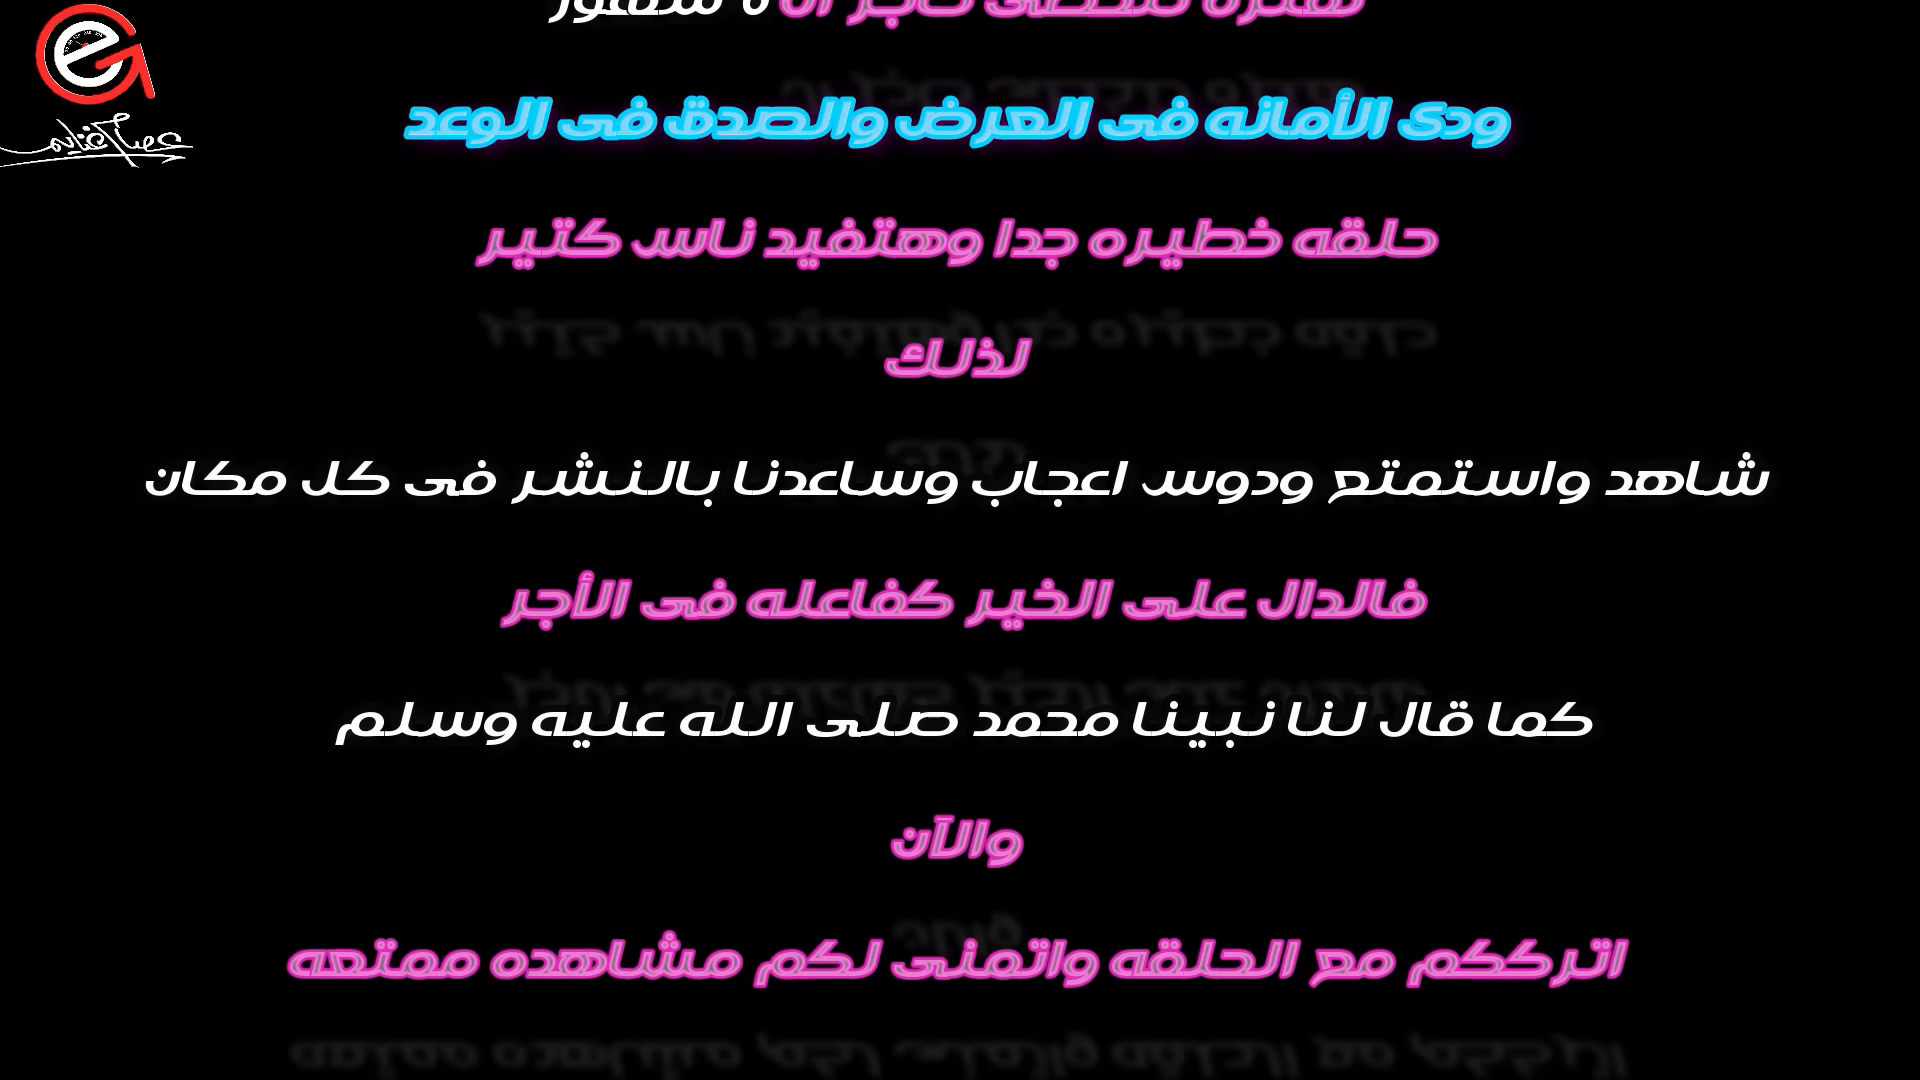 ودى الأمانه فى العرض والصدق فى الوعد
حلقه خطيره جدا وهتفيد ناس كتير
لذلك
شاهد واستمتع ودوس اعجاب وساعدنا بالنشر فى كل مكان
فالدال على الخير كفاعله فى الأجر
كما قال لنا نبينا محمد صلى الله عليه وسلم
والآن
اترككم مع الحلقه واتمنى لكم مشاهده ممتعه